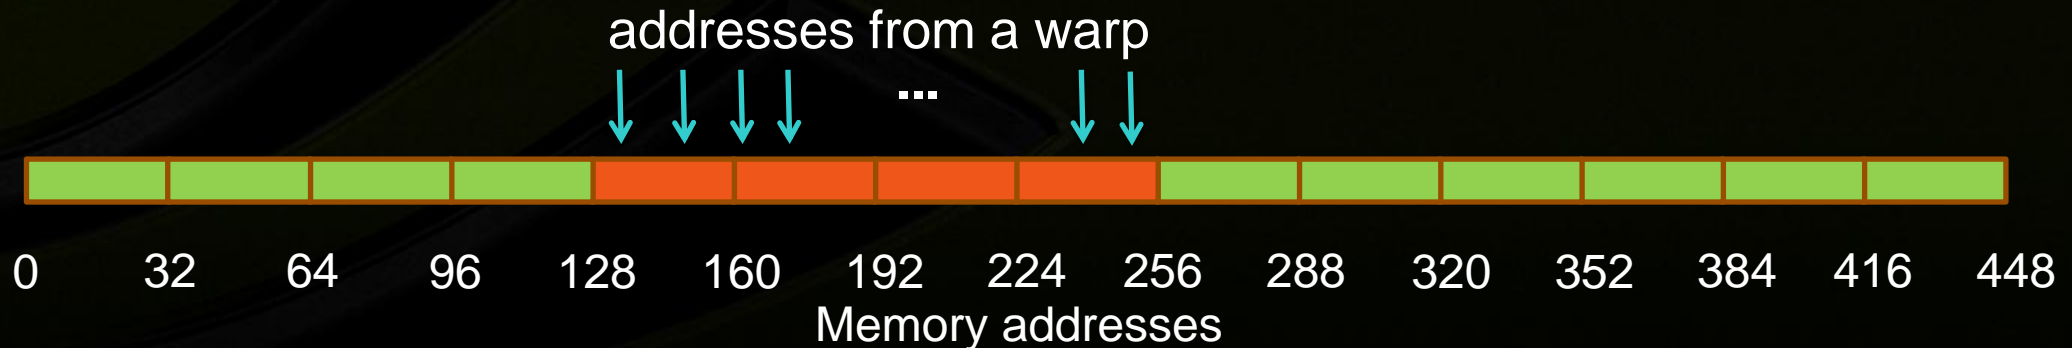 addresses from a warp
...
0 32 64 96 128 160 192 224 256 288 320 352 384 416 448
Memory addresses